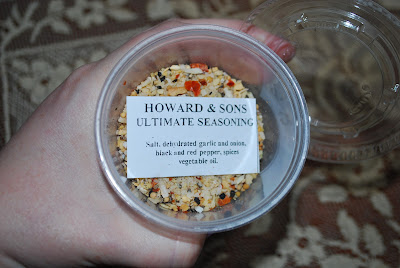 HOWARD & SONS
ULTIMATE SEASONING
Salt, dehydrated garlic and onion,
black and red pepper, spices
vegetable oil.